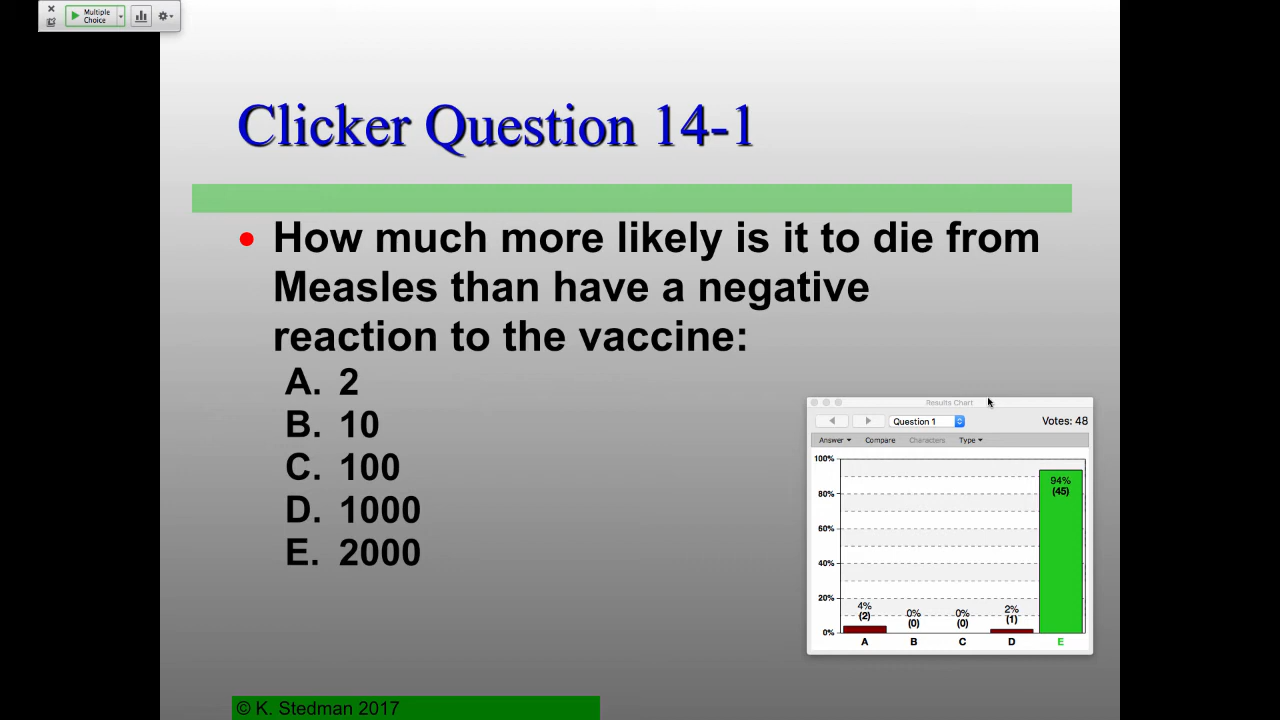 Multiple
Choice
Clicker Question 14-1
• How much more likely is it to die from
Measles than have a negative
reaction to the vaccine:
A. 2
B. 10
C. 100
D. 1000
E. 2000
Results Chart
Question 1
Votes: 48
Answer
Compare
Characters
Type
100%
80%
60%
40%
20%
0%
4%
(2)
0%
(0)
0%
(0)
2%
(1)
94%
(45)
A B C D E
© K. Stedman 2017